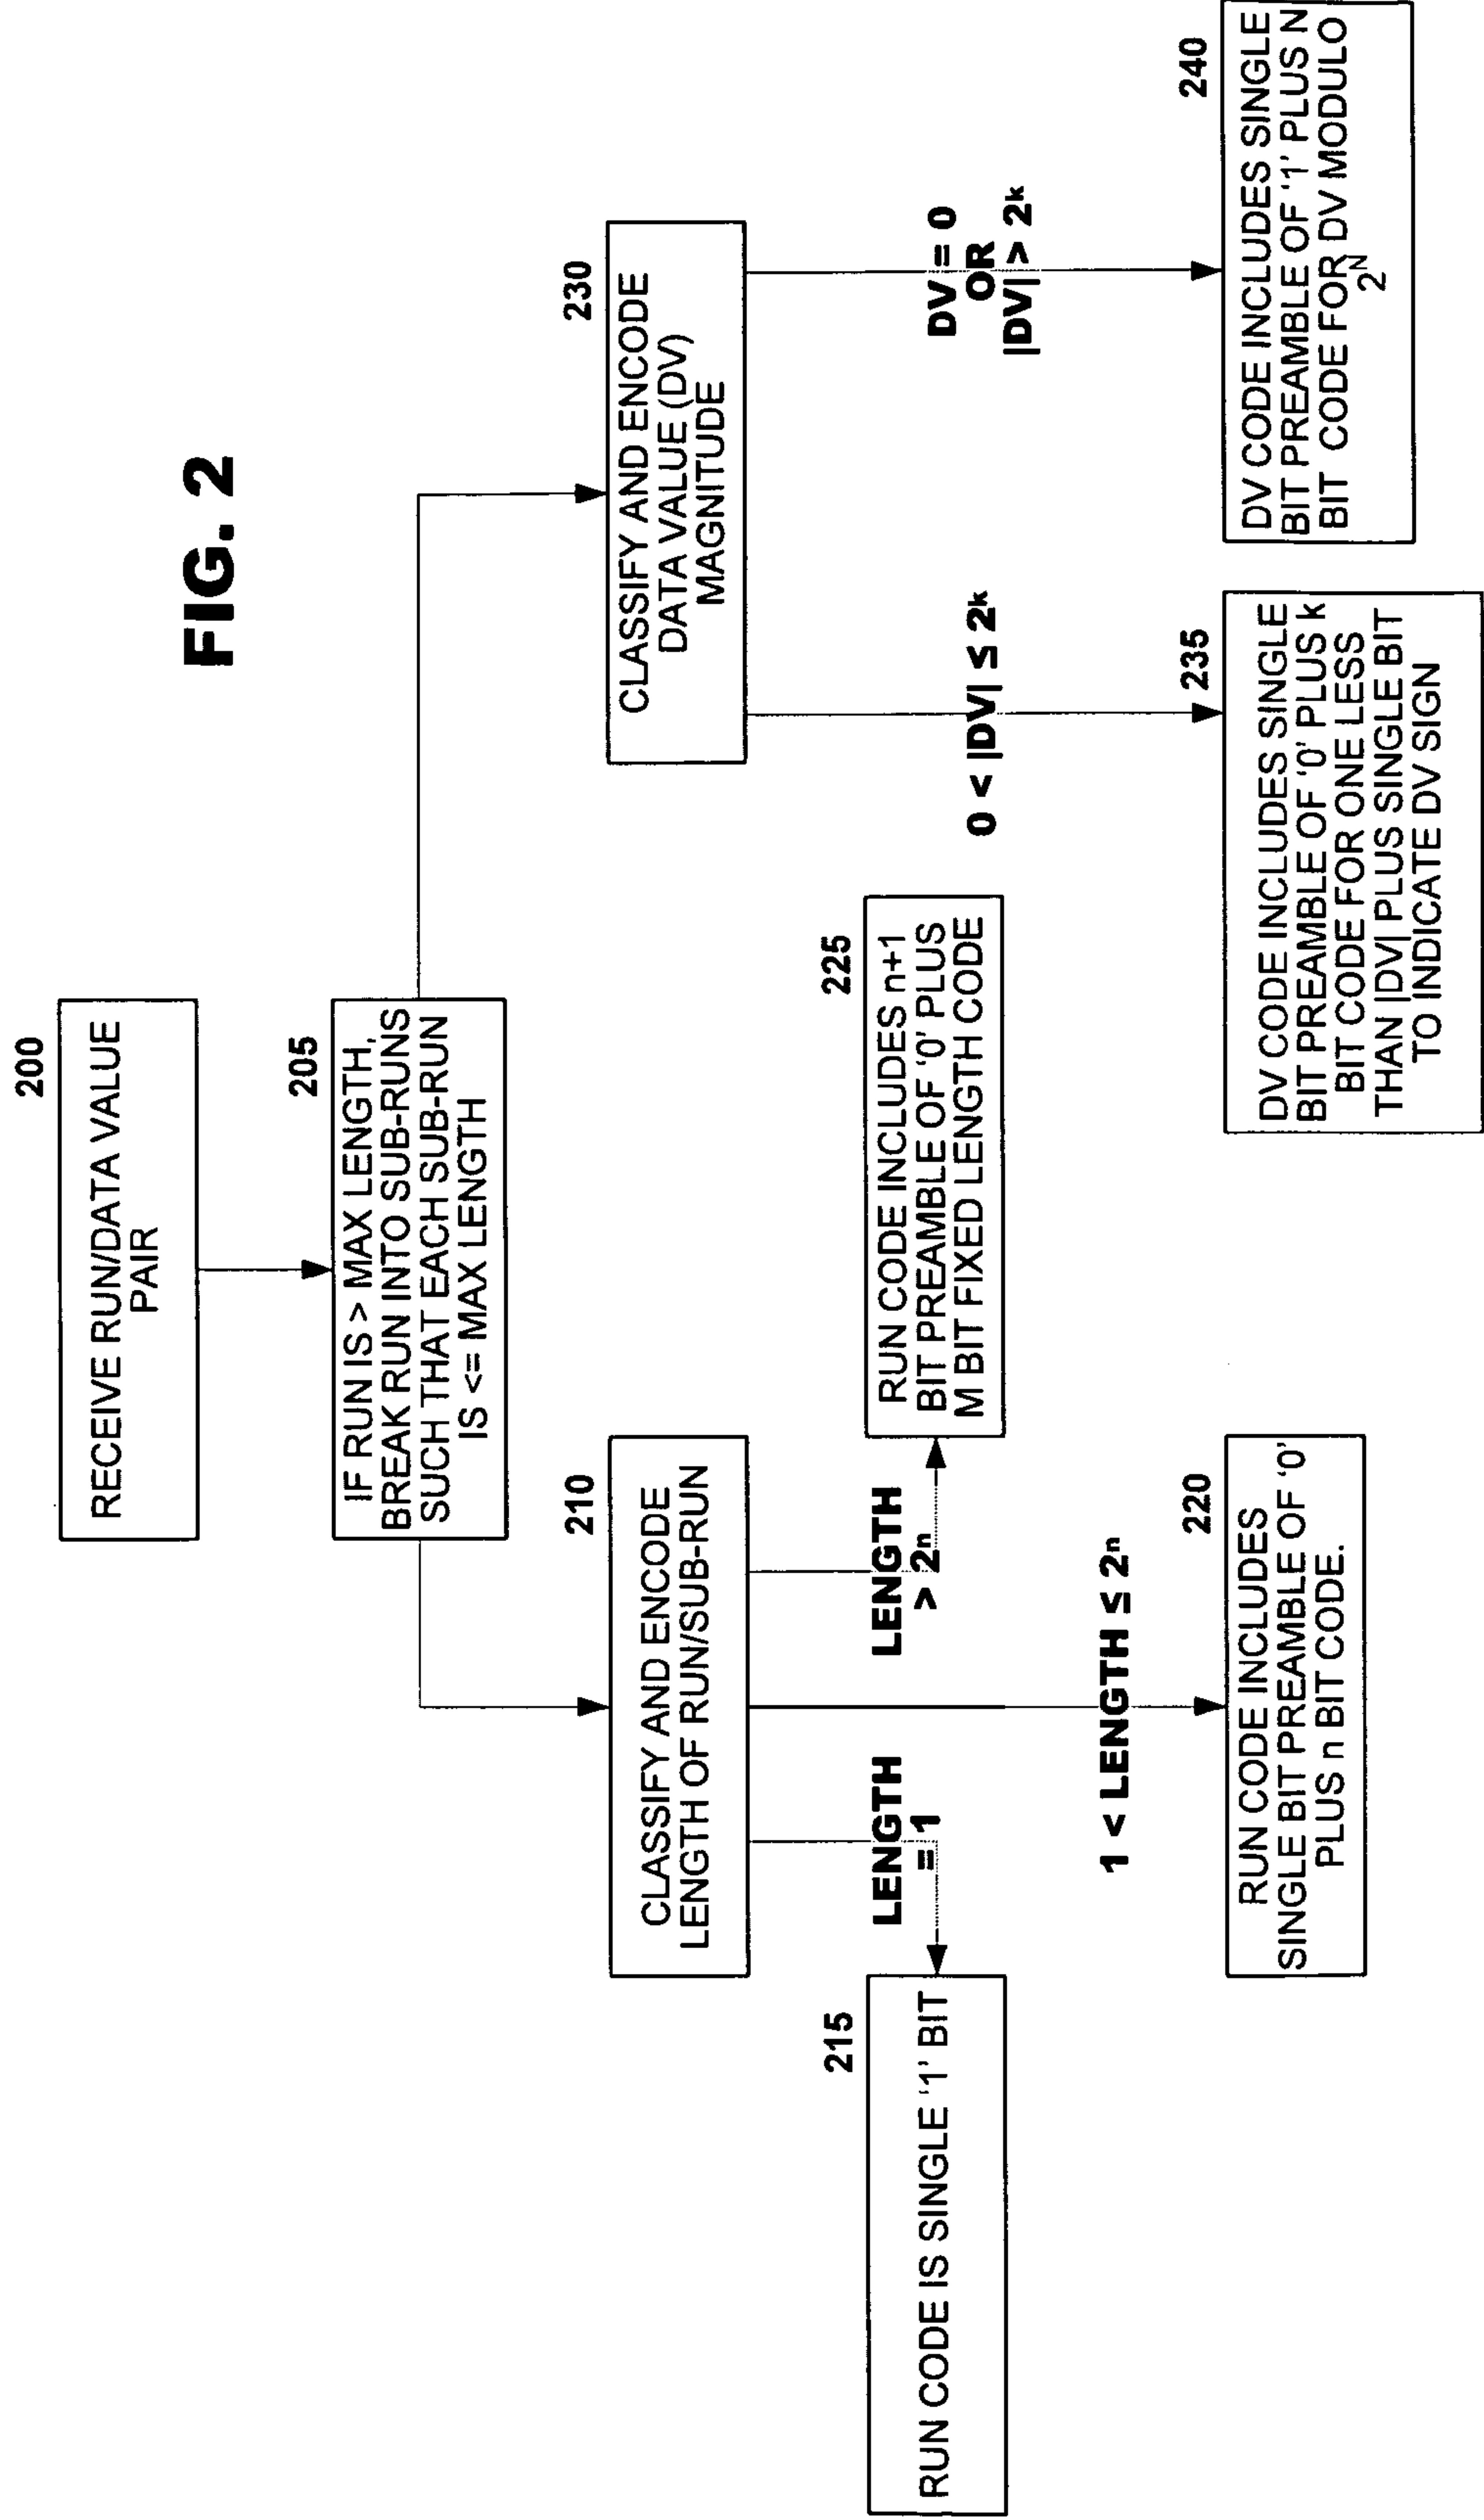 FIG. 2
200
RECEIVE RUN/DATA VALUE
PAIR
205
IF RUN IS > MAX LENGTH,
BREAK RUN INTO SUB-RUNS
SUCH THAT EACH SUB-RUN
IS <= MAX LENGTH
210
CLASSIFY AND ENCODE
LENGTH OF RUN/SUB-RUN
230
CLASSIFY AND ENCODE
DATA VALUE (DV)
MAGNITUDE
LENGTH
= 1
LENGTH
> 2ⁿ
1 < LENGTH ≤ 2ⁿ
0 < |DV| ≤ 2ᵏ
DV = 0
OR
|DV| > 2ᵏ
215
RUN CODE IS SINGLE '1' BIT
225
RUN CODE INCLUDES n+1
BIT PREAMBLE OF '0' PLUS
M BIT FIXED LENGTH CODE
220
RUN CODE INCLUDES
SINGLE BIT PREAMBLE OF '0'
PLUS n BIT CODE.
235
DV CODE INCLUDES SINGLE
BIT PREAMBLE OF '0' PLUS k
BIT CODE FOR ONE LESS
THAN |DV| PLUS SINGLE BIT
TO INDICATE DV SIGN
240
DV CODE INCLUDES SINGLE
BIT PREAMBLE OF '1' PLUS N
BIT CODE FOR DV MODULO
2ᴺ